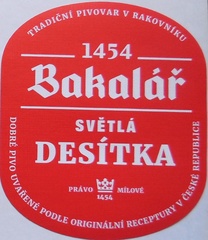 TRADIČNÍ PIVOVAR V RAKOVNÍKU
1454
Bakalář
SVĚTLÁ
DESÍTKA
PRÁVO MÍLOVÉ
1454
DOBRÉ PIVO UVAŘENÉ PODLE ORIGINÁLNÍ RECEPTURY V ČESKÉ REPUBLICE